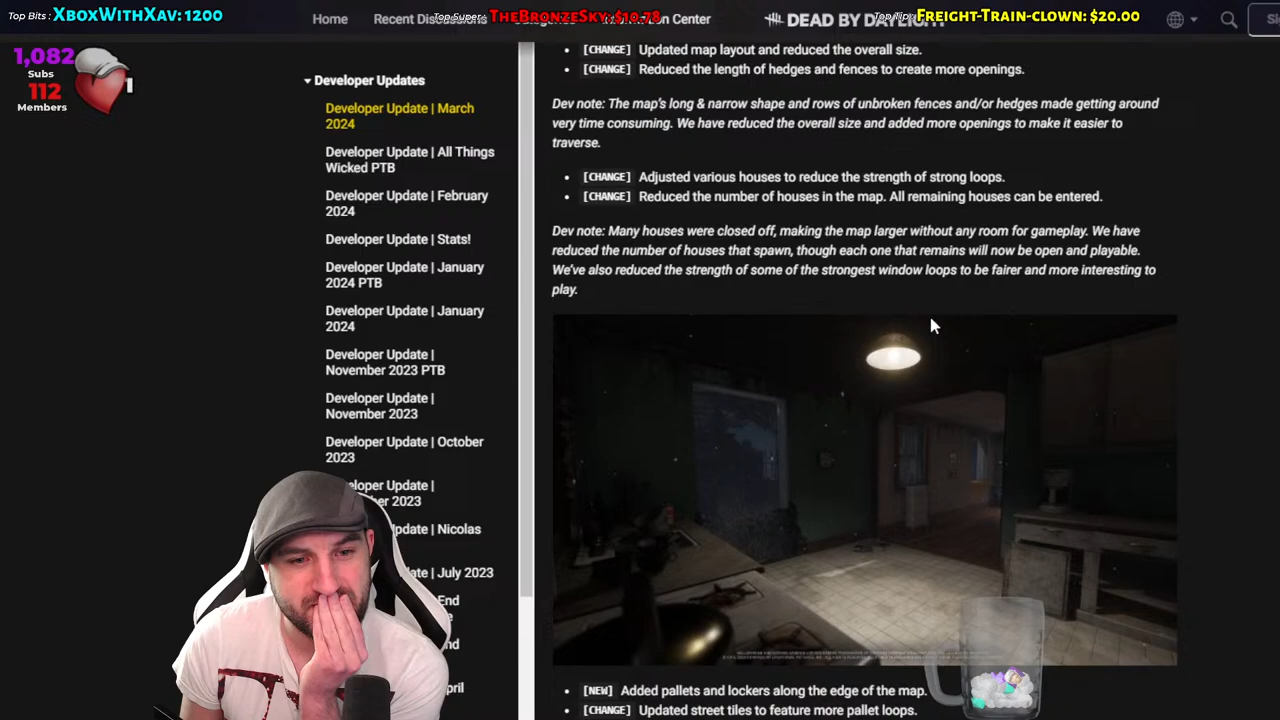 Top Bits: XboxWithXav: 1200
Top Super: TheBronzeSky: $10.78
Freight-Train-clown: $20.00
Home
Recent Discussions
Center
DEAD BY DAYLIGHT
1,082
Subs
112
Members
Developer Updates
Developer Update | March
2024
Developer Update | All Things
Wicked PTB
Developer Update | February
2024
Developer Update | Stats!
Developer Update | January
2024 PTB
Developer Update | January
2024
Developer Update |
November 2023 PTB
Developer Update |
November 2023
Developer Update | October
2023
eloper Update |
er 2023
Update | Nicolas
Update | July 2023
End
pril
[CHANGE] Updated map layout and reduced the overall size.
[CHANGE] Reduced the length of hedges and fences to create more openings.
Dev note: The map's long & narrow shape and rows of unbroken fences and/or hedges made getting around
very time consuming. We have reduced the overall size and added more openings to make it easier to
traverse.
[CHANGE] Adjusted various houses to reduce the strength of strong loops.
[CHANGE] Reduced the number of houses in the map. All remaining houses can be entered.
Dev note: Many houses were closed off, making the map larger without any room for gameplay. We have
reduced the number of houses that spawn, though each one that remains will now be open and playable.
We've also reduced the strength of some of the strongest window loops to be fairer and more interesting to
play.
[NEW] Added pallets and lockers along the edge of the map.
[CHANGE] Updated street tiles to feature more pallet loops.